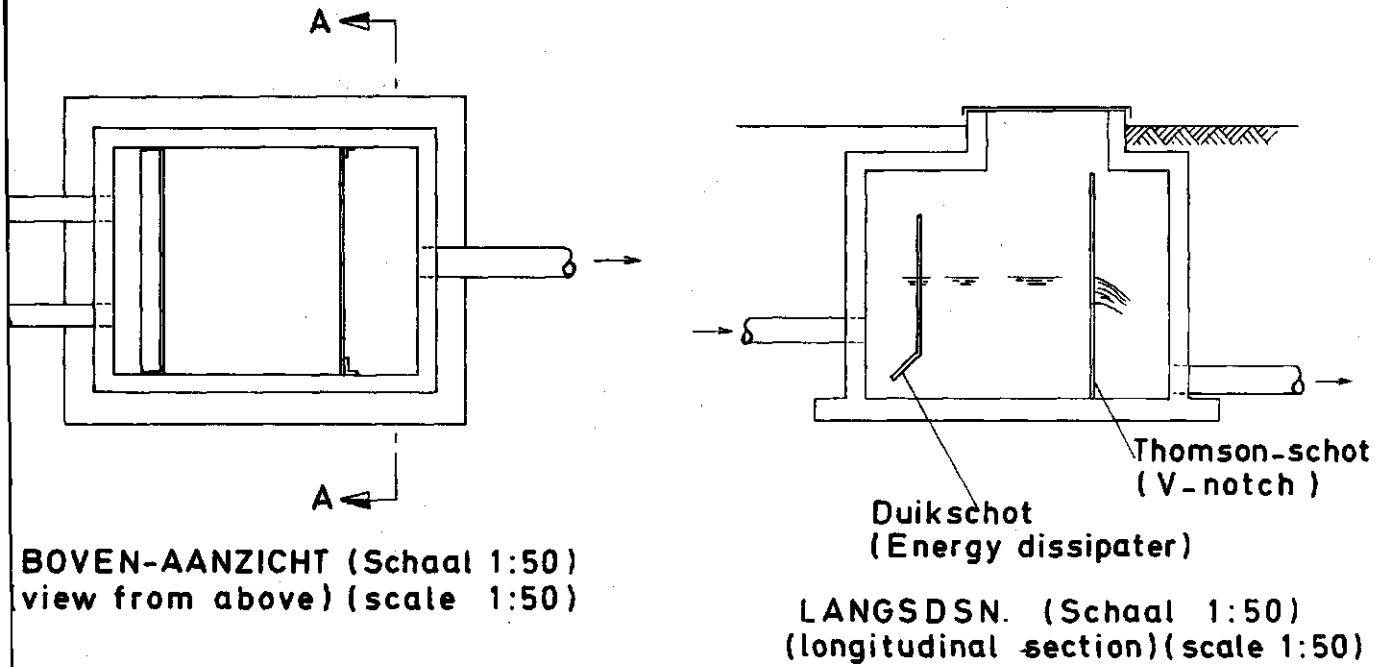 A
A
BOVEN-AANZICHT (Schaal 1:50)
(view from above) (scale 1:50)
Thomson-schot
(V-notch)
Duikschot
(Energy dissipater)
LANGSDSN. (Schaal 1:50)
(longitudinal section) (scale 1:50)